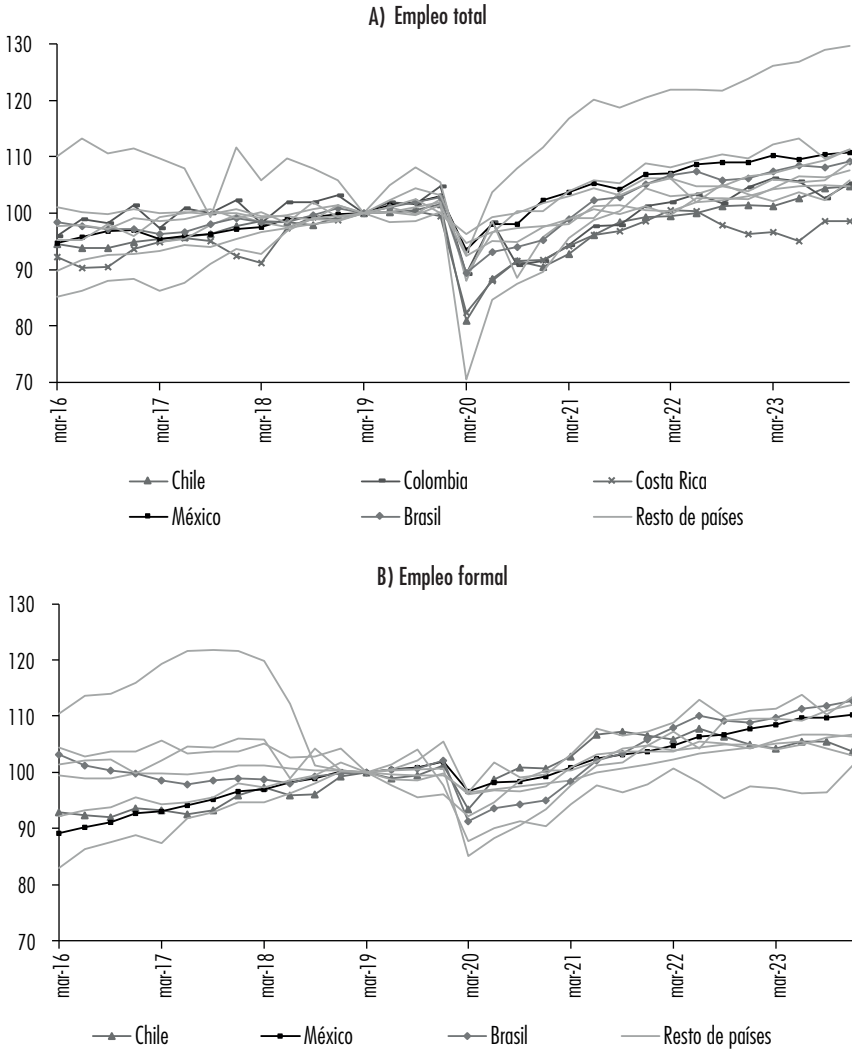 A) Empleo total
130
120
110
100
90
80
70
mar-16
mar-17
mar-18
mar-19
mar-20
mar-21
mar-22
mar-23
Chile
Colombia
Costa Rica
México
Brasil
Resto de países
B) Empleo formal
130
120
110
100
90
80
70
mar-16
mar-17
mar-18
mar-19
mar-20
mar-21
mar-22
mar-23
Chile
México
Brasil
Resto de países